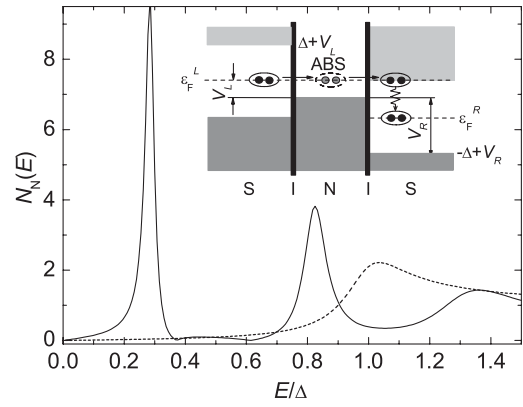 Δ+V_L
ABS
ε_F^L
V_L
ε_F^R
V_R
-Δ+V_R
S I N I S
N_N(E)
8
6
4
2
0
0.0 0.2 0.4 0.6 0.8 1.0 1.2 1.4
E/Δ